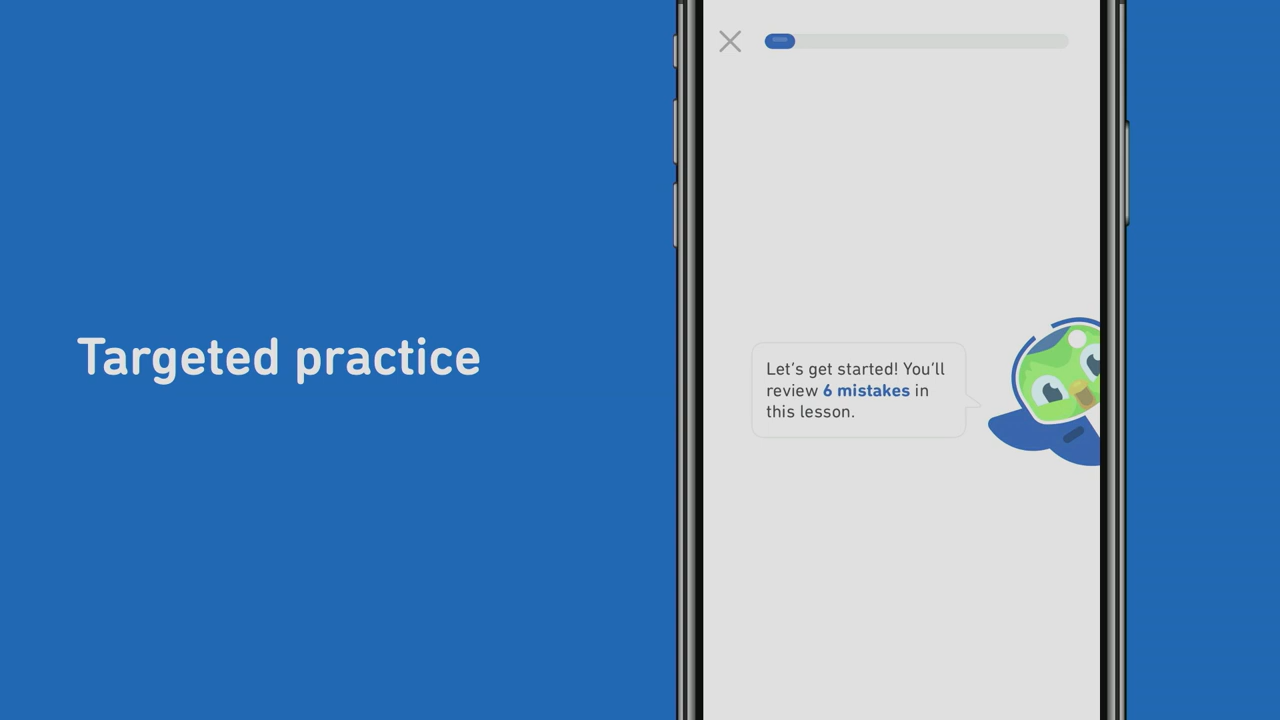 Targeted practice
Let's get started! You'll
review 6 mistakes in
this lesson.